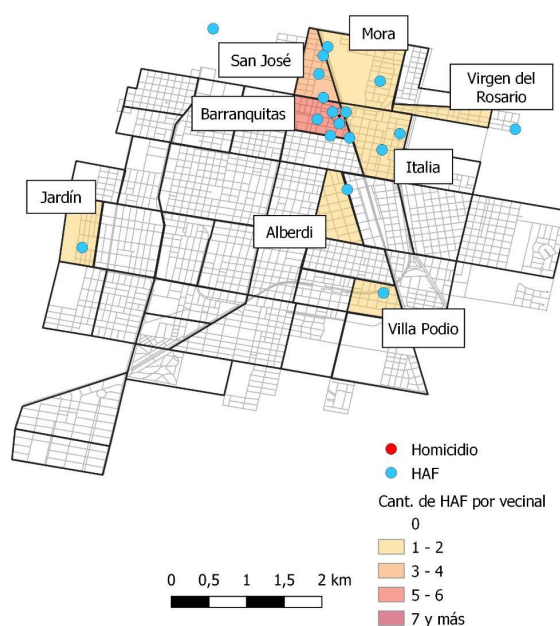 Mora
San José
Virgen del
Rosario
Barranquitas
Italia
Jardín
Alberdi
Villa Podio
Homicidio
HAF
Cant. de HAF por vecinal
0
1 - 2
3 - 4
5 - 6
7 y más
0 0,5 1 1,5 2 km